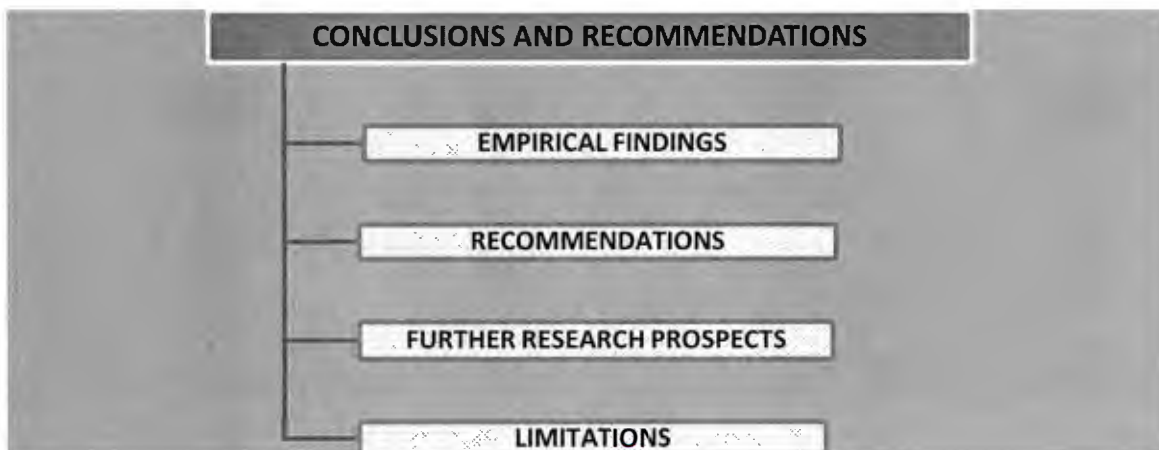 CONCLUSIONS AND RECOMMENDATIONS
EMPIRICAL FINDINGS
RECOMMENDATIONS
FURTHER RESEARCH PROSPECTS
LIMITATIONS